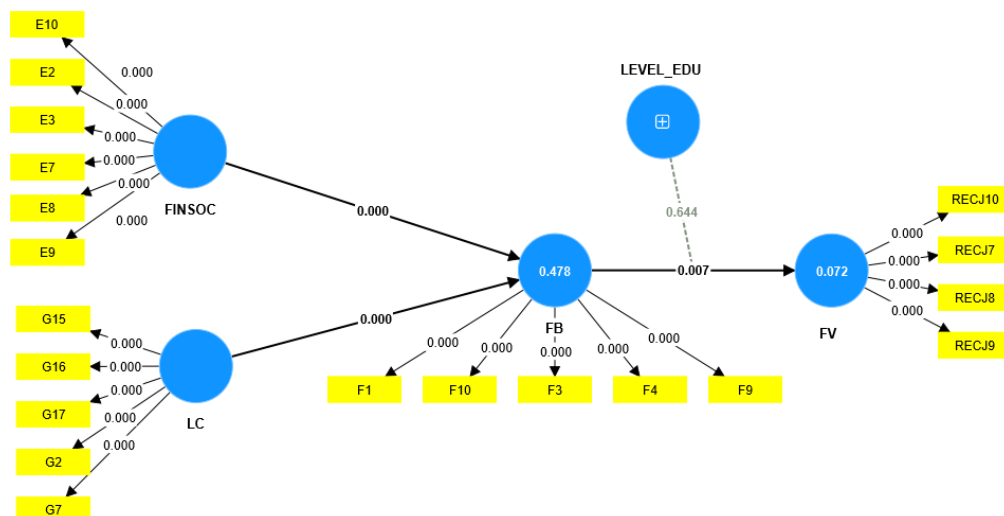 E10
E2
E3
E7
E8
E9
0.000
0.000
0.000
0.000
0.000
0.000
FINSOC
G15
G16
G17
G2
G7
0.000
0.000
0.000
0.000
0.000
LC
0.000
0.000
LEVEL_EDU
0.644
0.478
FB
0.007
0.072
FV
0.000
0.000
0.000
0.000
0.000
F1
F10
F3
F4
F9
0.000
0.000
0.000
0.000
RECJ10
RECJ7
RECJ8
RECJ9